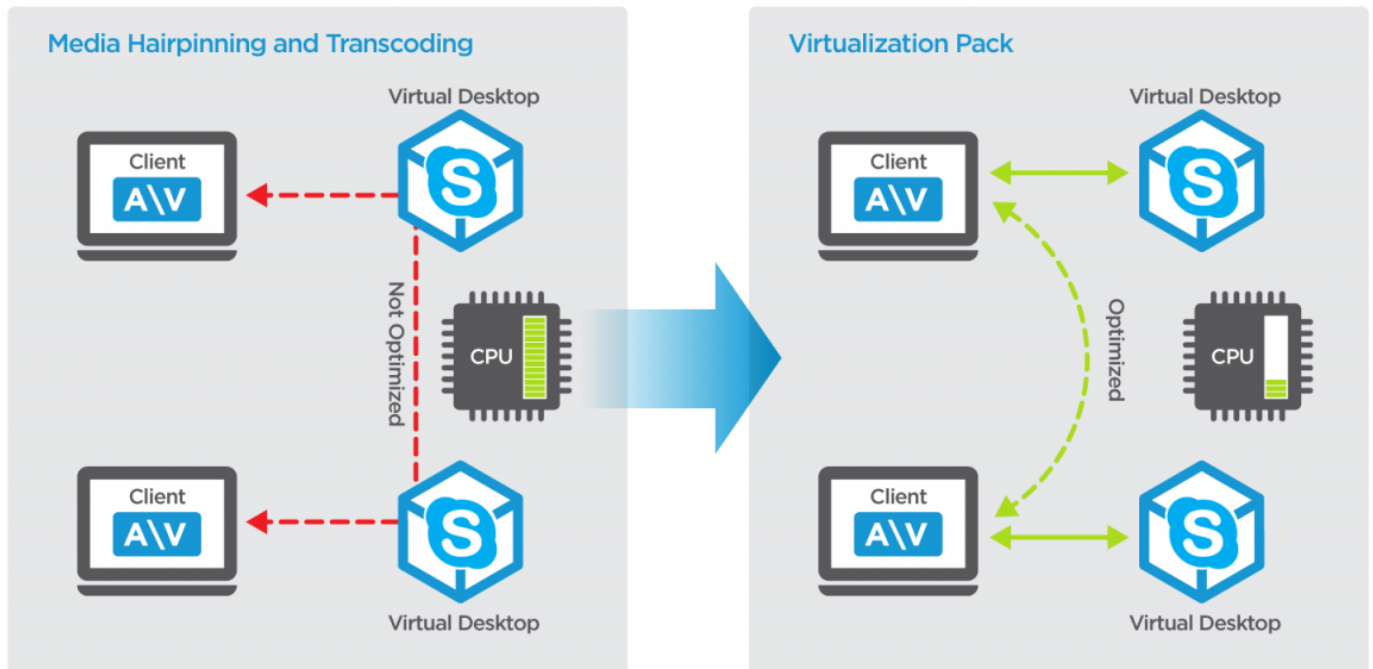 Media Hairpinning and Transcoding
Virtual Desktop
Client
A\V
S
Not Optimized
CPU
Client
A\V
S
Virtual Desktop
Virtualization Pack
Virtual Desktop
Client
A\V
S
Optimized
CPU
Client
A\V
S
Virtual Desktop